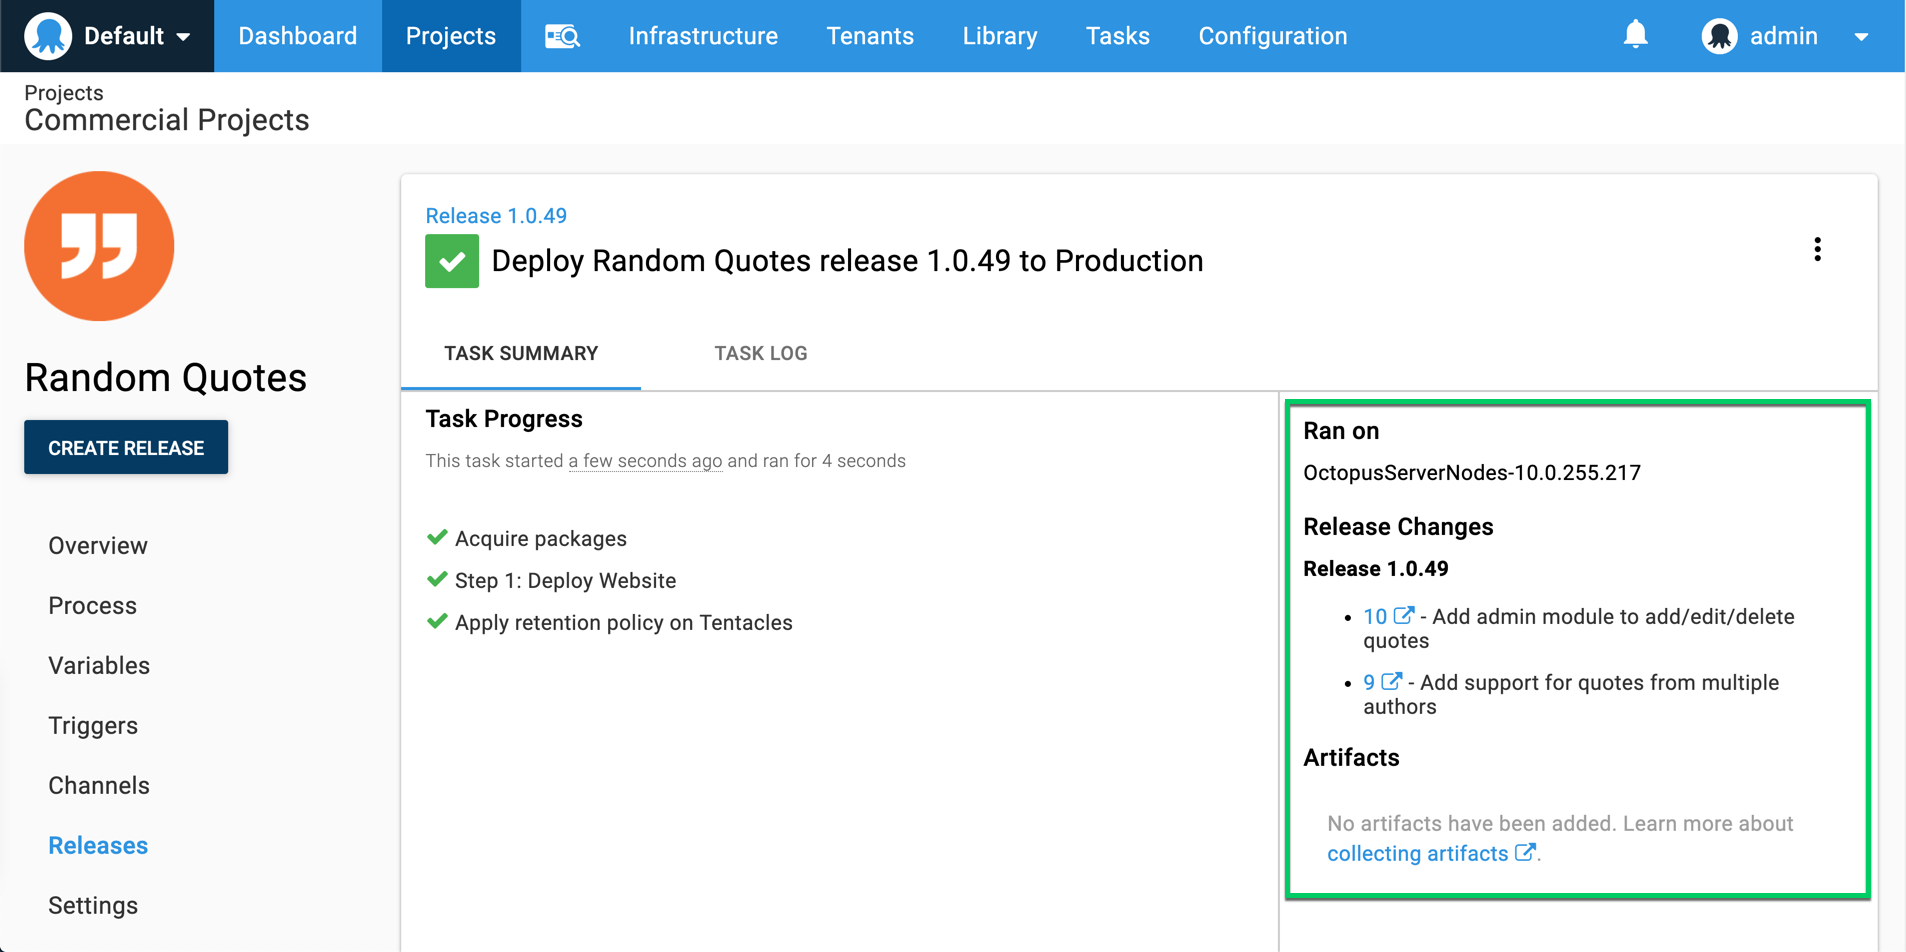 Default
Dashboard
Projects
Infrastructure
Tenants
Library
Tasks
Configuration
admin
Projects
Commercial Projects
Random Quotes
CREATE RELEASE
Overview
Process
Variables
Triggers
Channels
Releases
Settings
Release 1.0.49
Deploy Random Quotes release 1.0.49 to Production
TASK SUMMARY
TASK LOG
Task Progress
This task started a few seconds ago and ran for 4 seconds
Acquire packages
Step 1: Deploy Website
Apply retention policy on Tentacles
Ran on
OctopusServerNodes-10.0.255.217
Release Changes
Release 1.0.49
• 10 - Add admin module to add/edit/delete
quotes
• 9 - Add support for quotes from multiple
authors
Artifacts
No artifacts have been added. Learn more about
collecting artifacts .